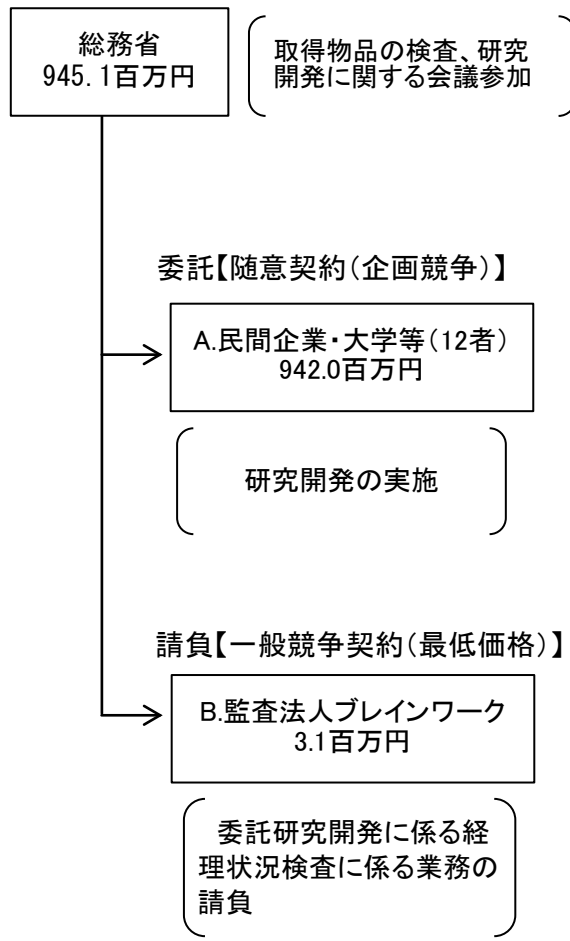 総務省
945.1百万円
取得物品の検査、研究
開発に関する会議参加
委託【随意契約(企画競争)】
A.民間企業・大学等(12者)
942.0百万円
研究開発の実施
請負【一般競争契約(最低価格)】
B.監査法人ブレインワーク
3.1百万円
委託研究開発に係る経
理状況検査に係る業務の
請負